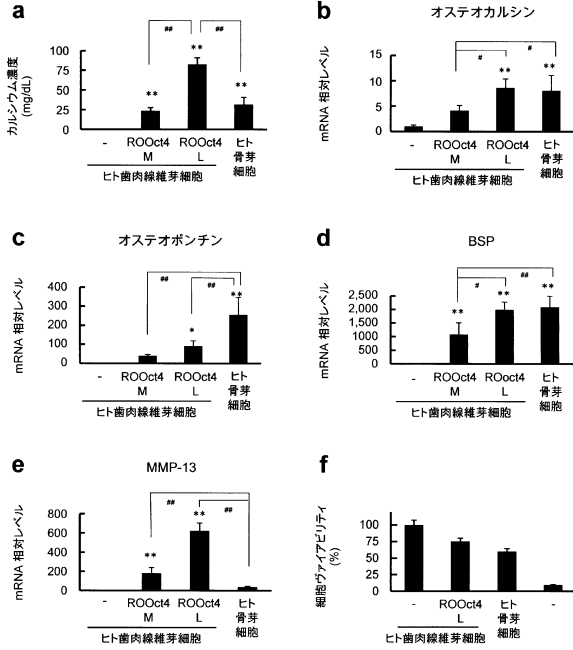 a
カルシウム濃度
(mg/dL)
100
75
50
25
0
##
##
**
**
**
-
ROOct4
M
ROOct4
L
ヒト
骨芽
細胞
ヒト歯肉線維芽細胞
b
オステオカルシン
mRNA 相対レベル
15
10
5
0
#
#
**
**
-
ROOct4
M
ROOct4
L
ヒト
骨芽
細胞
ヒト歯肉線維芽細胞
c
オステオポンチン
mRNA 相対レベル
400
300
200
100
0
##
##
*
**
-
ROOct4
M
ROOct4
L
ヒト
骨芽
細胞
ヒト歯肉線維芽細胞
d
BSP
mRNA 相対レベル
2,500
2,000
1,500
1000
500
0
##
#
**
**
**
-
ROOct4
M
ROOct4
L
ヒト
骨芽
細胞
ヒト歯肉線維芽細胞
e
MMP-13
mRNA 相対レベル
800
600
400
200
0
##
##
**
**
-
ROOct4
M
ROOct4
L
ヒト
骨芽
細胞
ヒト歯肉線維芽細胞
f
細胞ヴァイアビリティ
(%)
100
75
50
25
0
-
ROOct4
L
ヒト
骨芽
細胞
-
ヒト歯肉線維芽細胞